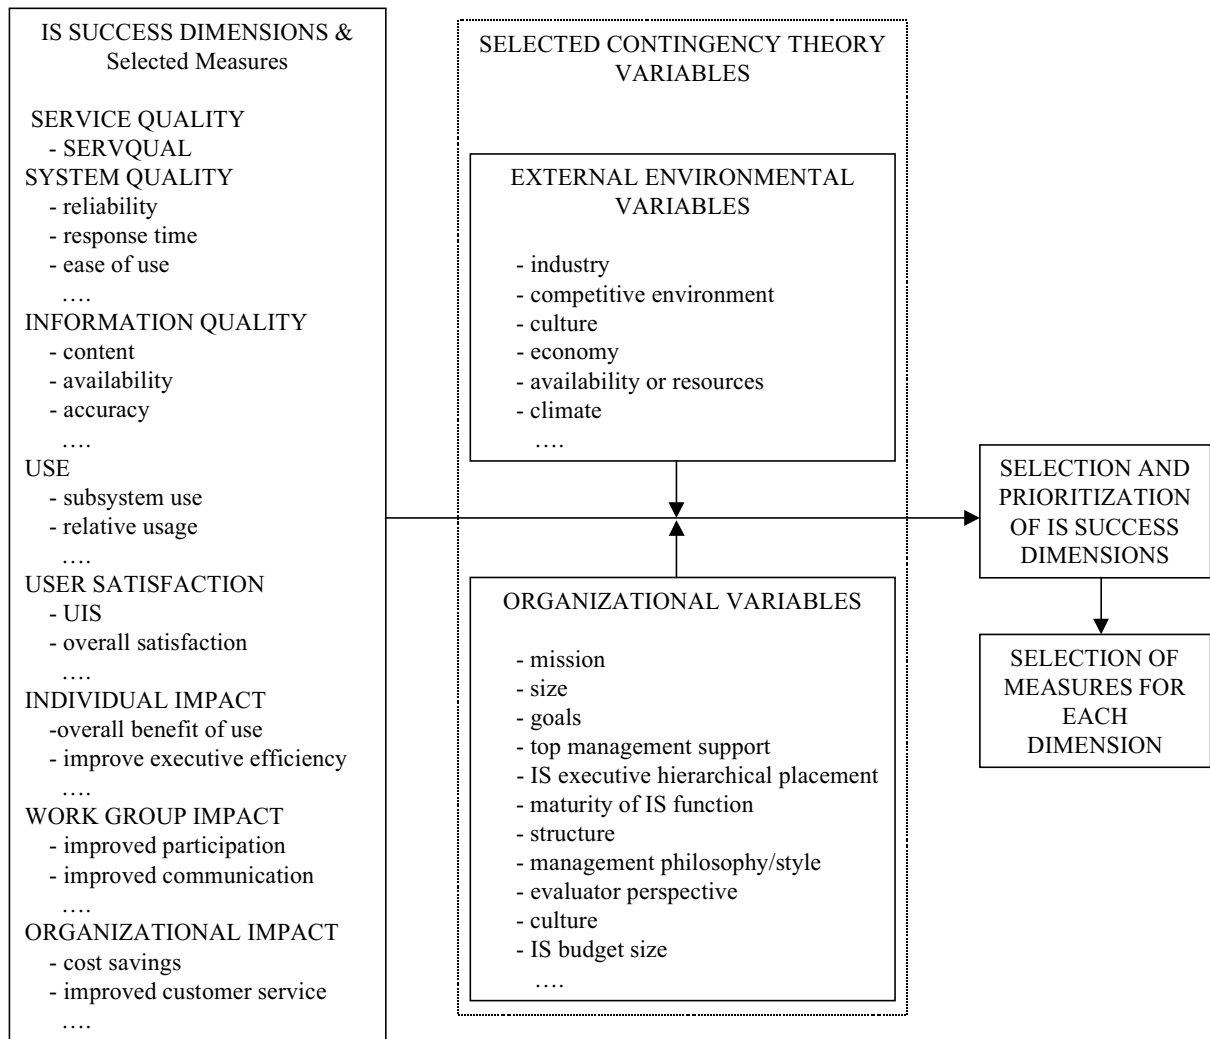 IS SUCCESS DIMENSIONS &
Selected Measures
SERVICE QUALITY
- SERVQUAL
SYSTEM QUALITY
- reliability
- response time
- ease of use
….
INFORMATION QUALITY
- content
- availability
- accuracy
….
USE
- subsystem use
- relative usage
….
USER SATISFACTION
- UIS
- overall satisfaction
….
INDIVIDUAL IMPACT
-overall benefit of use
- improve executive efficiency
….
WORK GROUP IMPACT
- improved participation
- improved communication
….
ORGANIZATIONAL IMPACT
- cost savings
- improved customer service
….
SELECTED CONTINGENCY THEORY
VARIABLES
EXTERNAL ENVIRONMENTAL
VARIABLES
- industry
- competitive environment
- culture
- economy
- availability or resources
- climate
….
ORGANIZATIONAL VARIABLES
- mission
- size
- goals
- top management support
- IS executive hierarchical placement
- maturity of IS function
- structure
- management philosophy/style
- evaluator perspective
- culture
- IS budget size
….
SELECTION AND
PRIORITIZATION
OF IS SUCCESS
DIMENSIONS
SELECTION OF
MEASURES FOR
EACH
DIMENSION